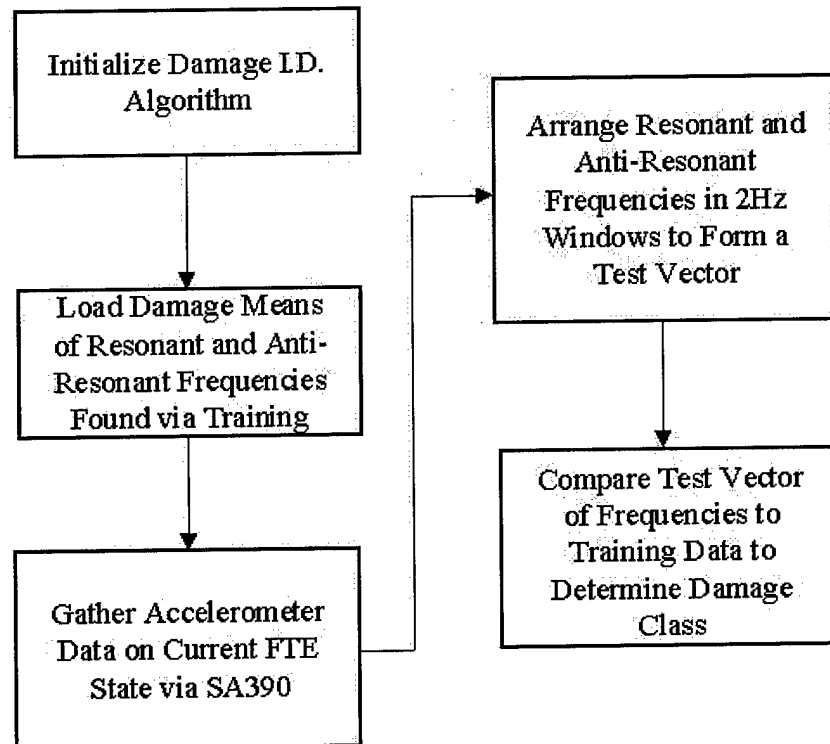 Initialize Damage I.D.
Algorithm
Load Damage Means
of Resonant and Anti-
Resonant Frequencies
Found via Training
Gather Accelerometer
Data on Current FTE
State via SA390
Arrange Resonant and
Anti-Resonant
Frequencies in 2Hz
Windows to Form a
Test Vector
Compare Test Vector
of Frequencies to
Training Data to
Determine Damage
Class